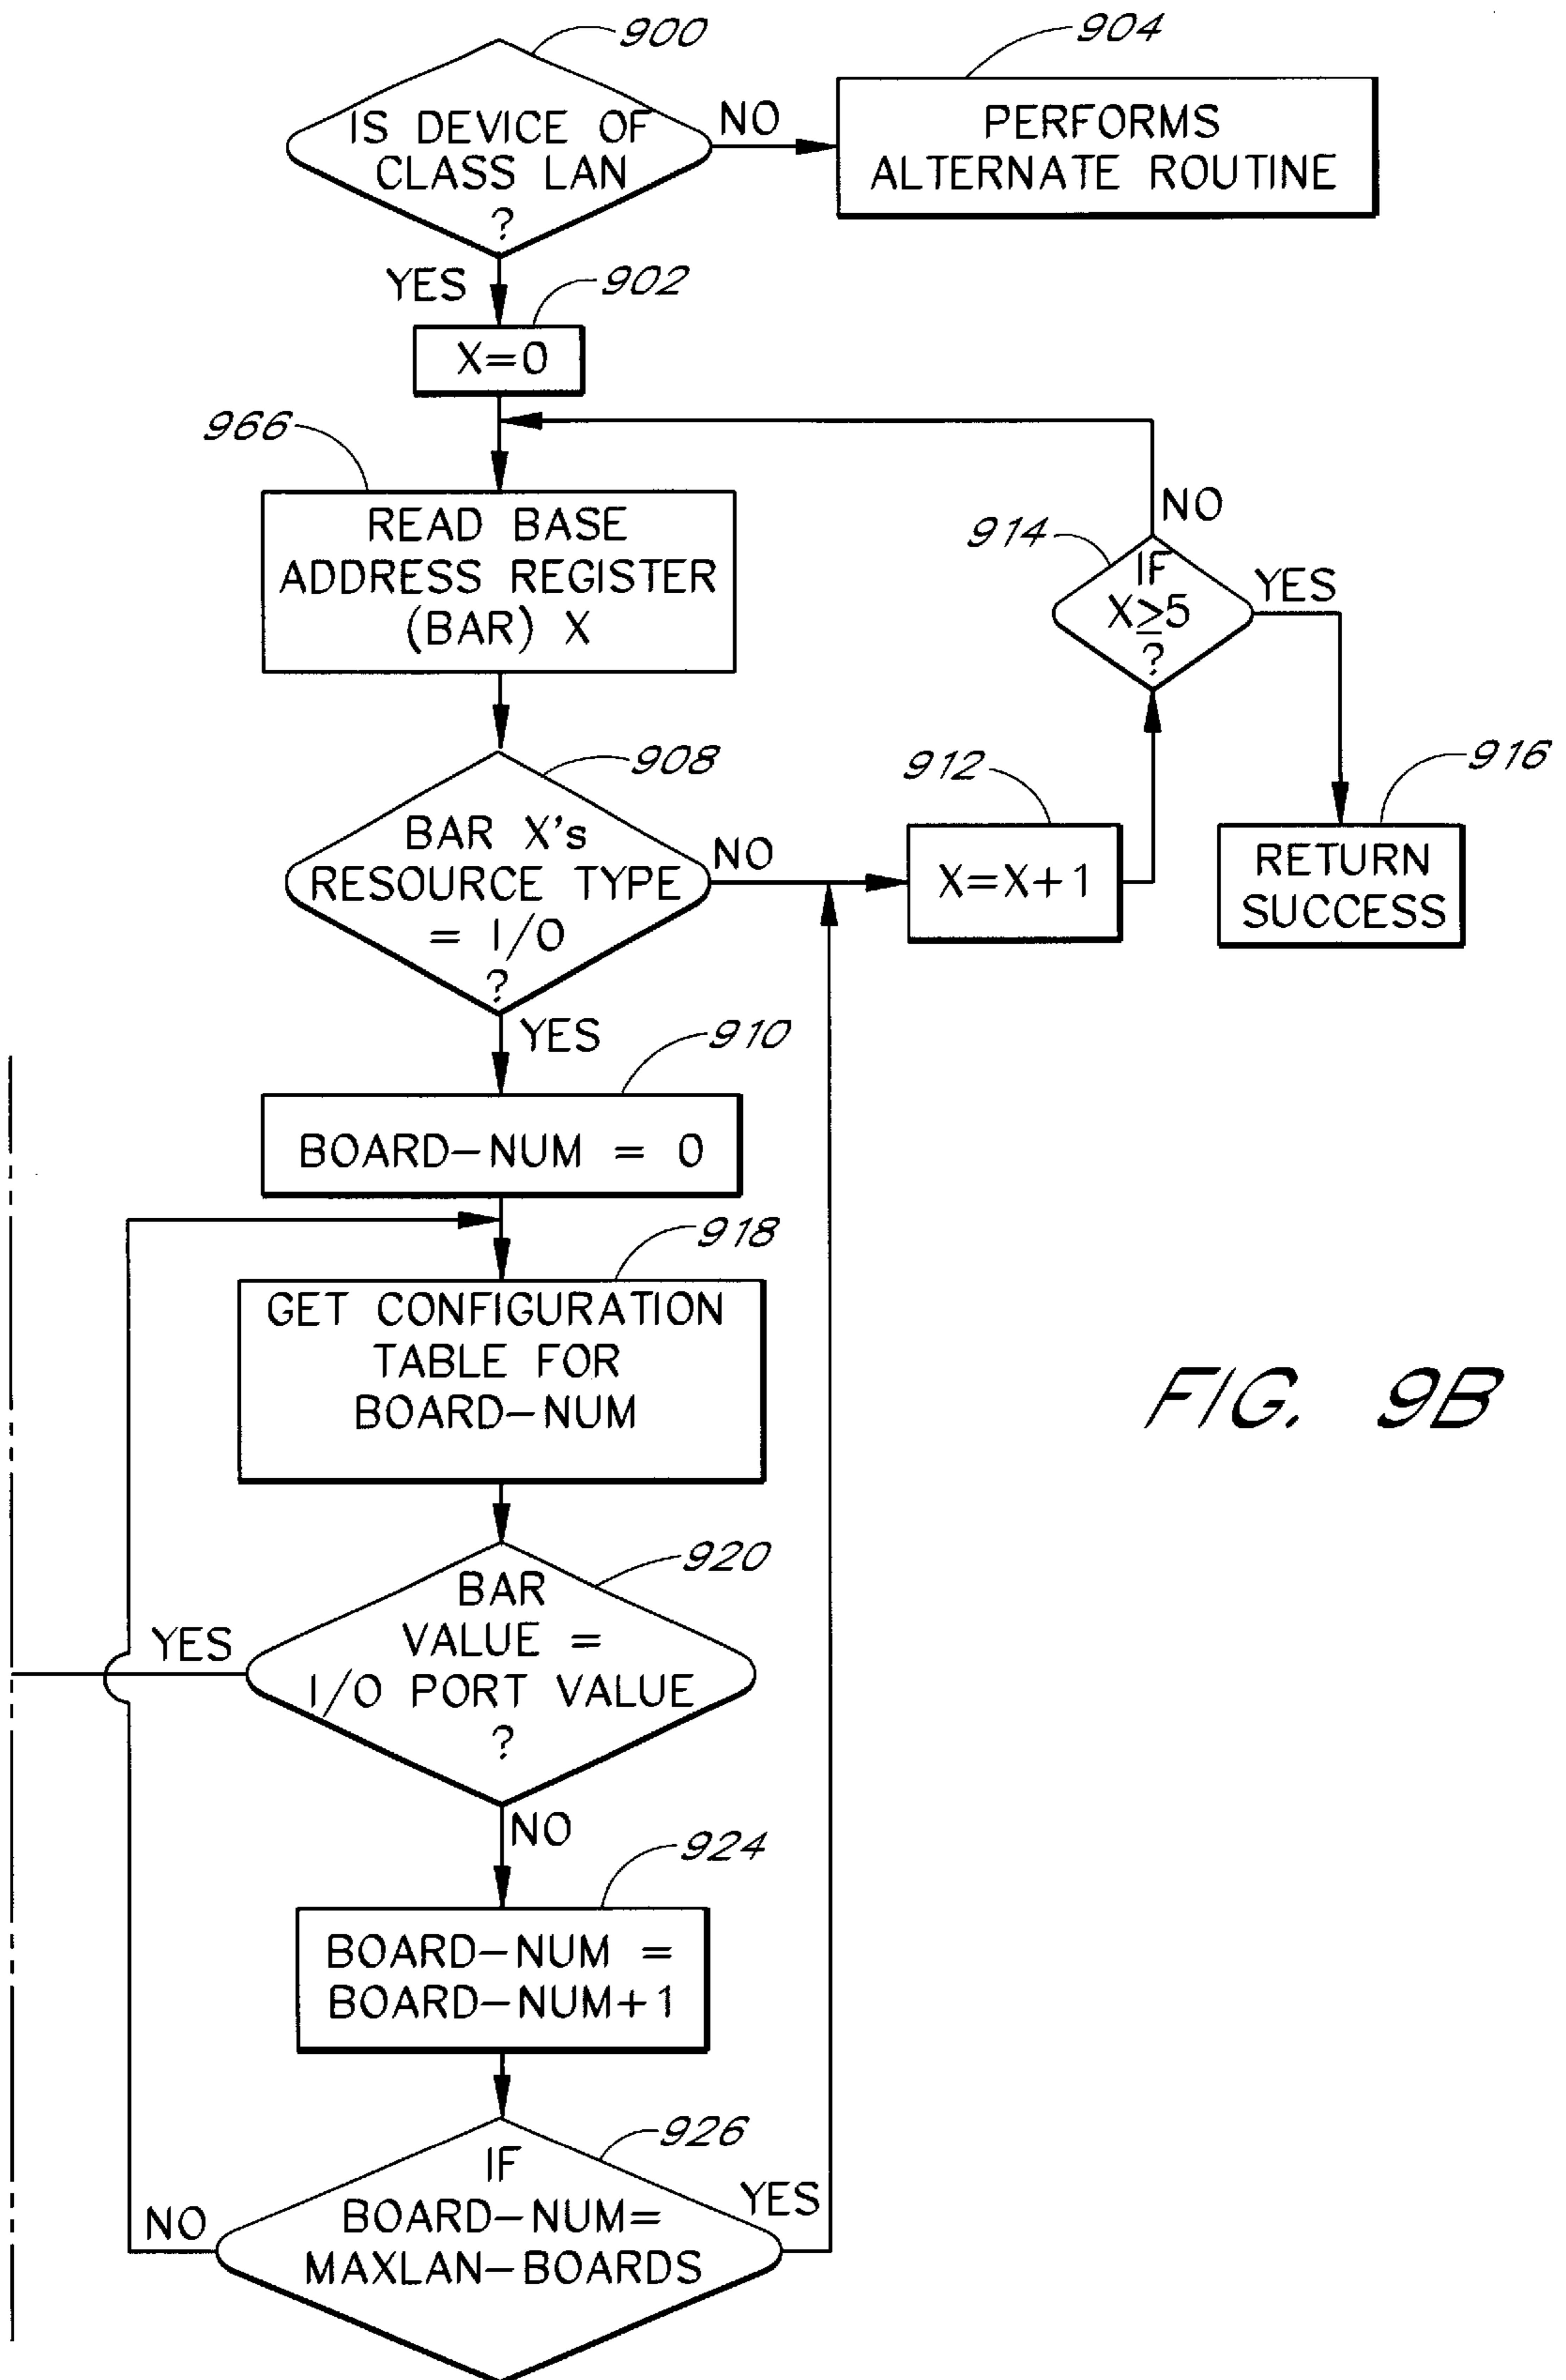 900
IS DEVICE OF
CLASS LAN
?
NO
904
PERFORMS
ALTERNATE ROUTINE
YES
902
X=0
966
READ BASE
ADDRESS REGISTER
(BAR) X
NO
914
IF
X≥5
?
YES
908
BAR X's
RESOURCE TYPE
= I/O
?
NO
912
X=X+1
916
RETURN
SUCCESS
YES
910
BOARD-NUM = 0
918
GET CONFIGURATION
TABLE FOR
BOARD-NUM
FIG. 9B
920
BAR
VALUE =
I/O PORT VALUE
?
YES
NO
924
BOARD-NUM =
BOARD-NUM+1
926
IF
BOARD-NUM=
MAXLAN-BOARDS
NO
YES